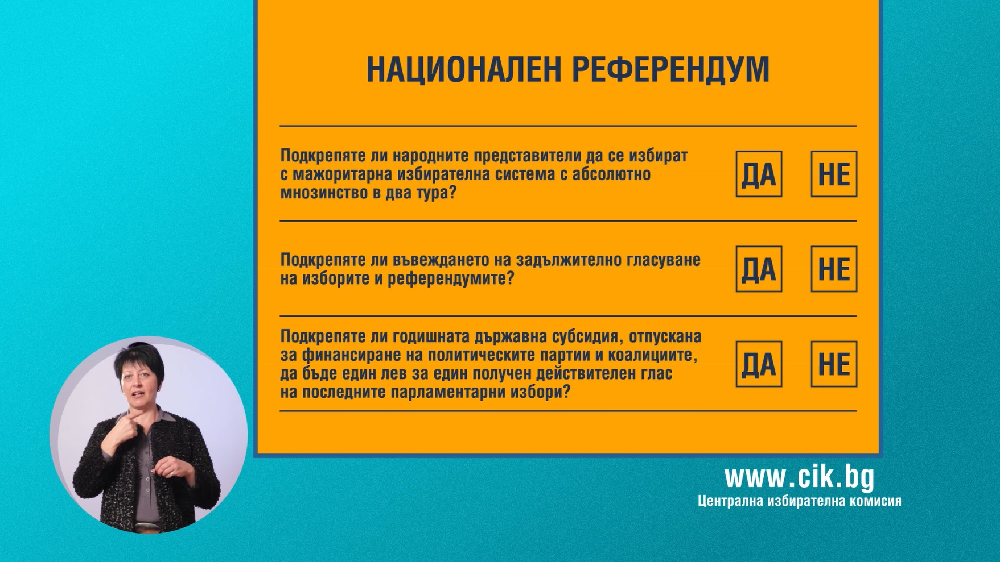 НАЦИОНАЛЕН РЕФЕРЕНДУМ
Подкрепяте ли народните представители да се избират
с мажоритарна избирателна система с абсолютно
мнозинство в два тура?
ДА НЕ
Подкрепяте ли въвеждането на задължително гласуване
на изборите и референдумите?
ДА НЕ
Подкрепяте ли годишната държавна субсидия, отпускана
за финансиране на политическите партии и коалициите,
да бъде един лев за един получен действителен глас
на последните парламентарни избори?
ДА НЕ
www.cik.bg
Централна избирателна комисия